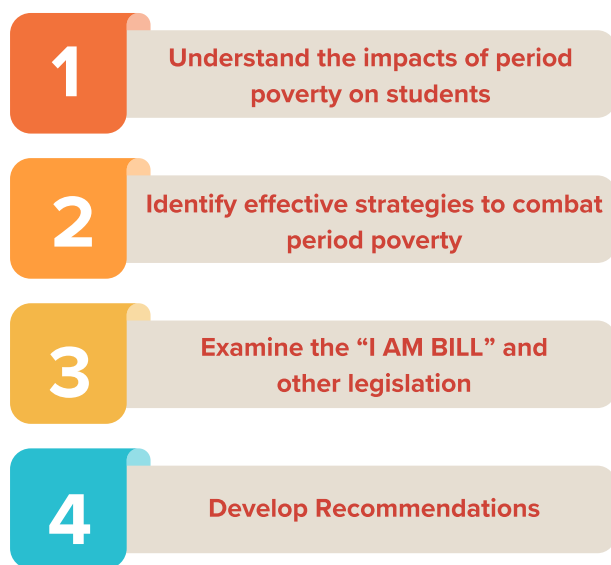 1
Understand the impacts of period
poverty on students
2
Identify effective strategies to combat
period poverty
3
Examine the “I AM BILL” and
other legislation
4
Develop Recommendations